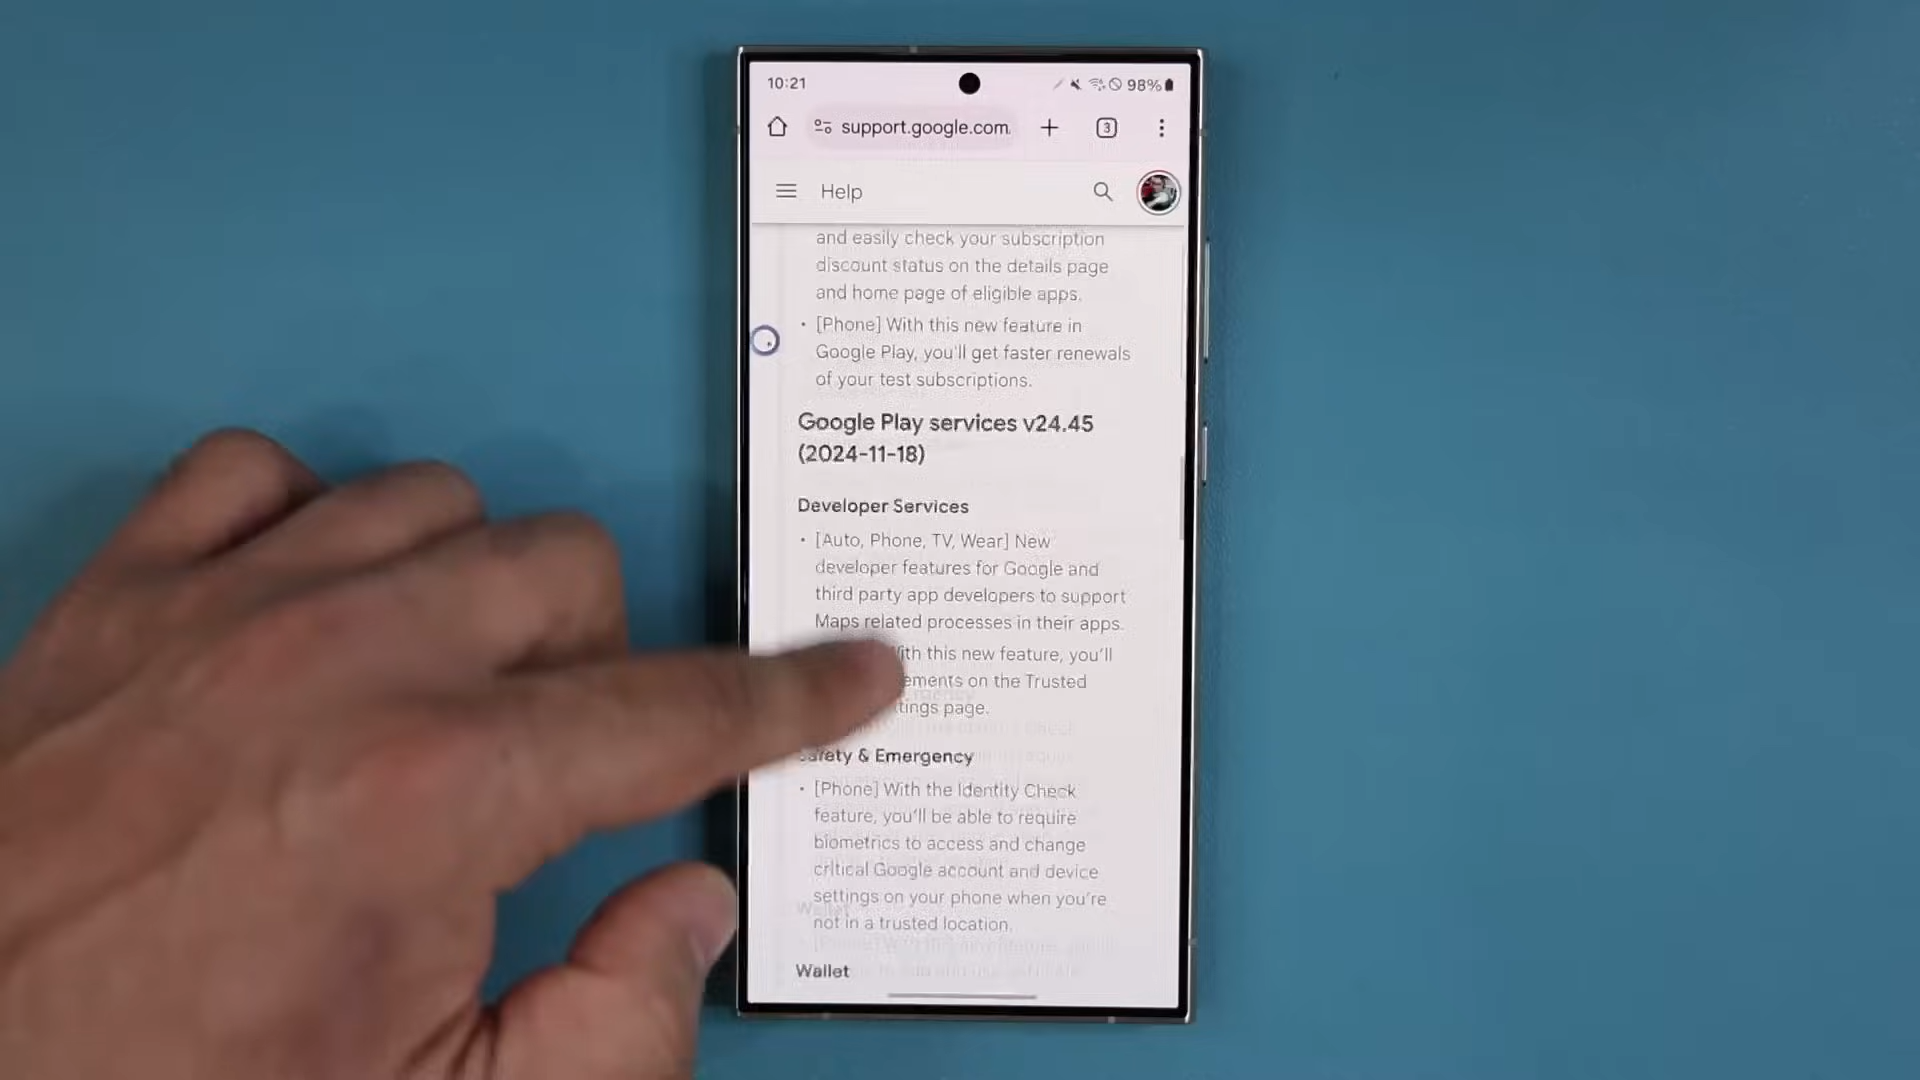 10:21
98%
support.google.com.
3
Help
and easily check your subscription
discount status on the details page
and home page of eligible apps.
• [Phone] With this new feature in
Google Play, you'll get faster renewals
of your test subscriptions.
Google Play services v24.45
(2024-11-18)
Developer Services
• [Auto, Phone, TV, Wear] New
developer features for Google and
third party app developers to support
Maps related processes in their apps.
this new feature, you'll
on the Trusted
page.
& Emergency
• [Phone] With the Identity Check
feature, you'll be able to require
biometrics to access and change
critical Google account and device
settings on your phone when you're
not in a trusted location.
Wallet